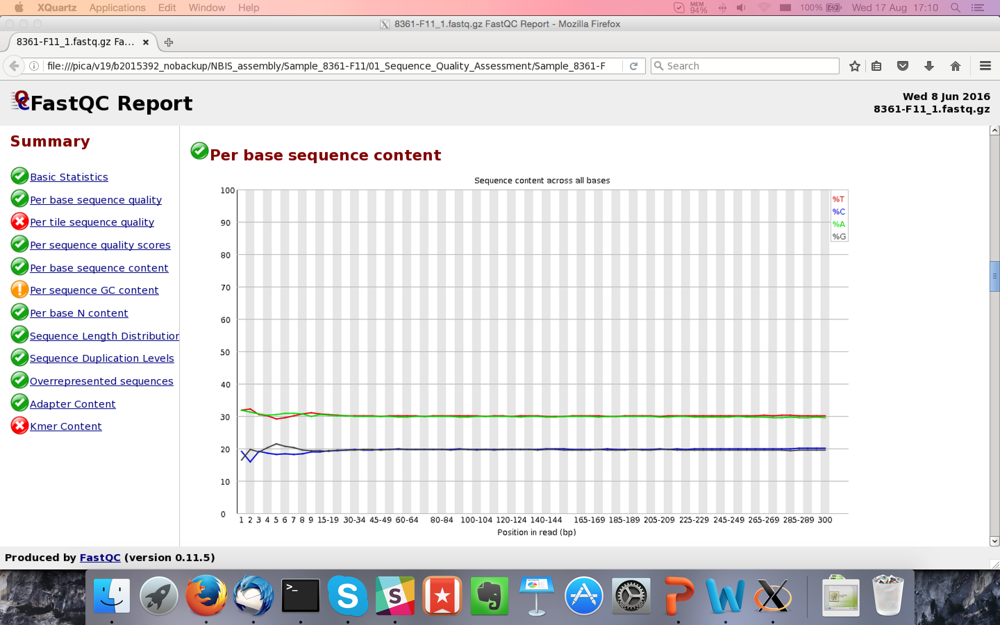 XQuartz Applications Edit Window Help MEM 94% 100% Wed 17 Aug 17:10
8361-F11_1.fastq.gz FastQC Report - Mozilla Firefox
8361-F11_1.fastq.gz Fa...
file:///pica/v19/b2015392_nobackup/NBIS_assembly/Sample_8361-F11/01_Sequence_Quality_Assessment/Sample_8361-F
Search
FastQC Report
Wed 8 Jun 2016
8361-F11_1.fastq.gz
Summary
Basic Statistics
Per base sequence quality
Per tile sequence quality
Per sequence quality scores
Per base sequence content
Per sequence GC content
Per base N content
Sequence Length Distribution
Sequence Duplication Levels
Overrepresented sequences
Adapter Content
Kmer Content
Per base sequence content
Sequence content across all bases
100
90
80
70
60
50
40
30
20
10
0
%T
%C
%A
%G
1 2 3 4 5 6 7 8 9 15-19 30-34 45-49 60-64 80-84 100-104 120-124 140-144 165-169 185-189 205-209 225-229 245-249 265-269 285-289 300
Position in read (bp)
Produced by FastQC (version 0.11.5)
KEYNOTE